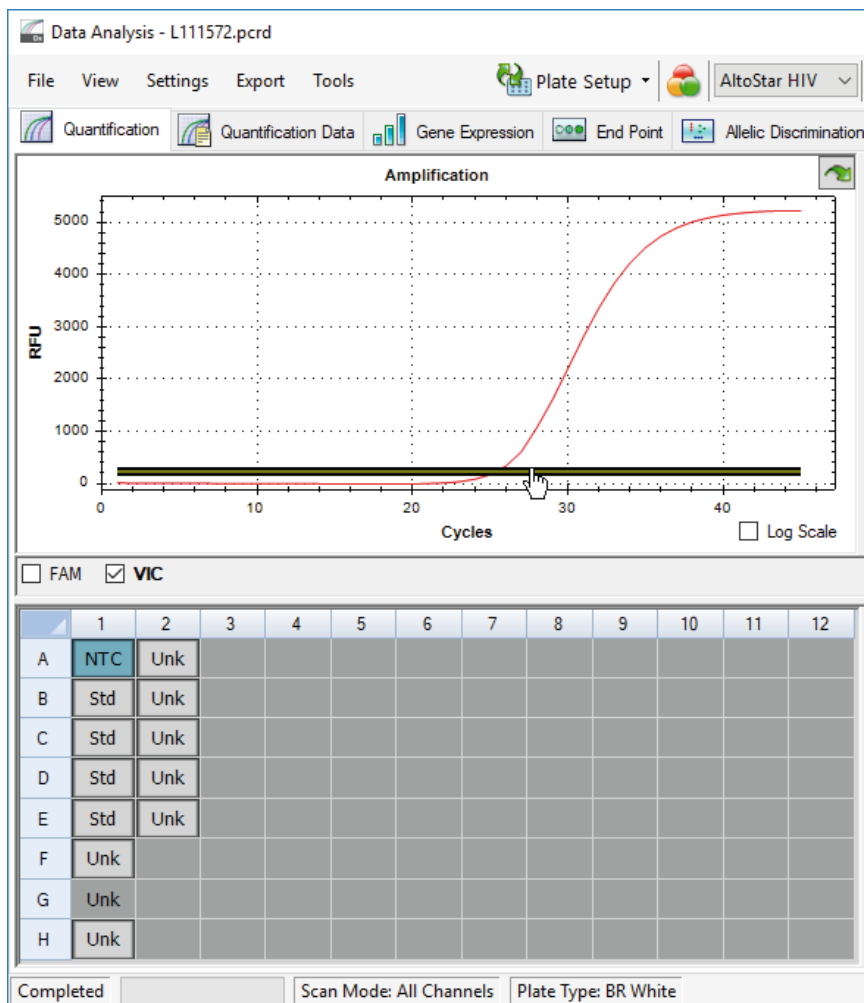 Data Analysis - L111572.pcrd
File View Settings Export Tools Plate Setup AltoStar HIV
Quantification Quantification Data Gene Expression End Point Allelic Discrimination
Amplification
5000
4000
3000
2000
1000
0
RFU
0 10 20 30 40
Cycles
Log Scale
FAM VIC
1 2 3 4 5 6 7 8 9 10 11 12
A NTC Unk
B Std Unk
C Std Unk
D Std Unk
E Std Unk
F Unk
G Unk
H Unk
Completed Scan Mode: All Channels Plate Type: BR White